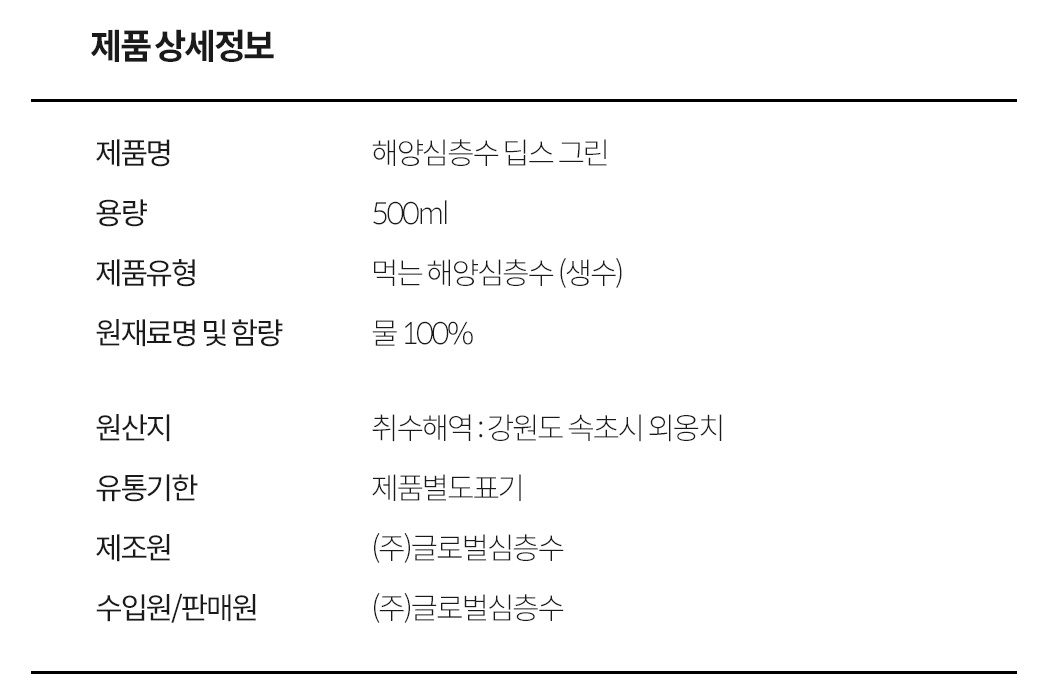 제품 상세정보
제품명 해양심층수 딥스 그린
용량 500ml
제품유형 먹는 해양심층수 (생수)
원재료명 및 함량 물 100%
원산지 취수해역 : 강원도 속초시 외옹치
유통기한 제품별도표기
제조원 (주)글로벌심층수
수입원/판매원 (주)글로벌심층수